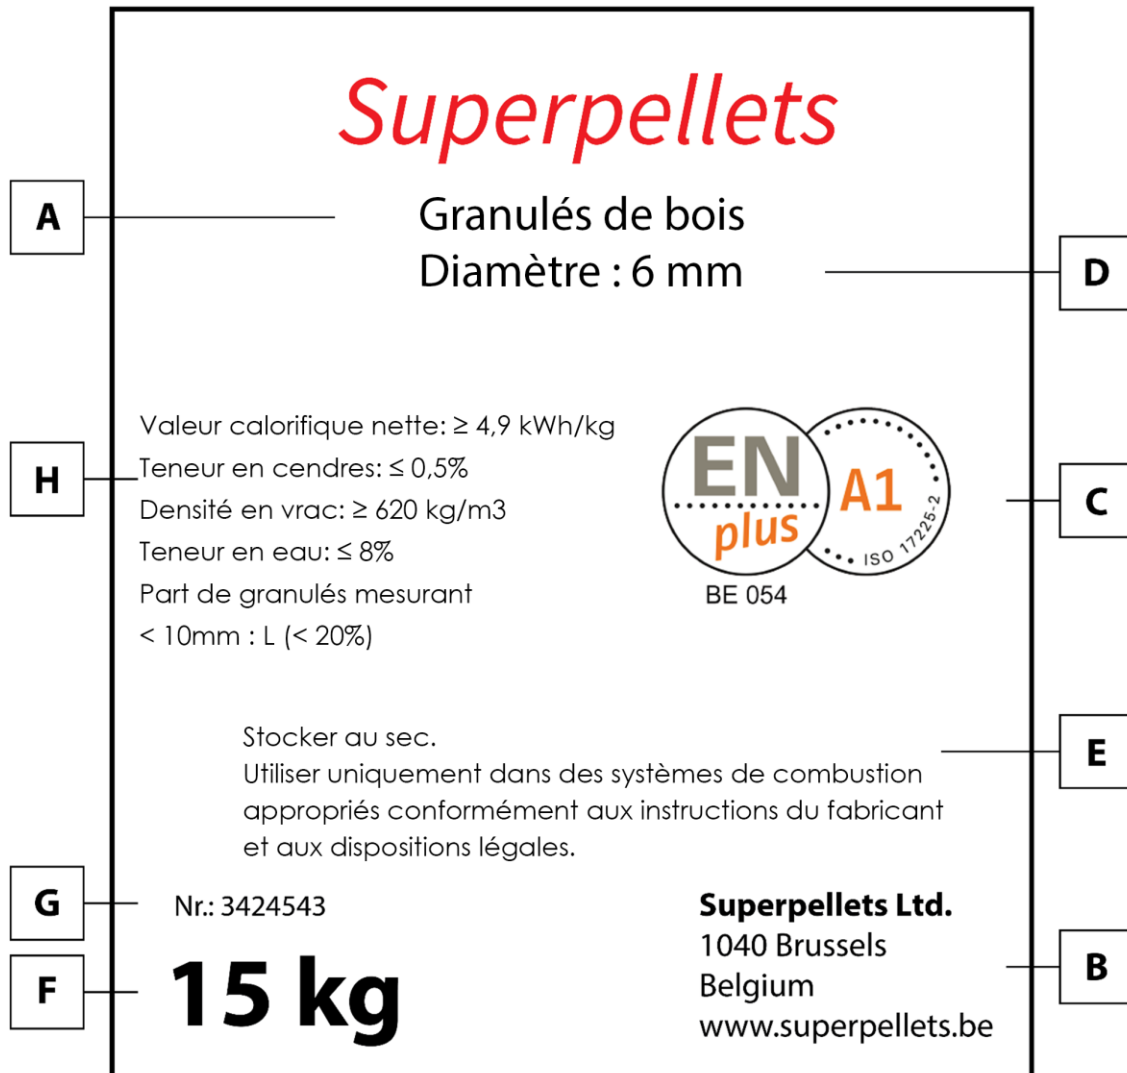 Superpellets
A
Granulés de bois
Diamètre : 6 mm
D
Valeur calorifique nette: ≥ 4,9 kWh/kg
Teneur en cendres: ≤ 0,5%
Densité en vrac: ≥ 620 kg/m3
Teneur en eau: ≤ 8%
Part de granulés mesurant
< 10mm : L (< 20%)
H
EN
plus
A1
ISO 17225-2
BE 054
C
Stocker au sec.
Utiliser uniquement dans des systèmes de combustion
appropriés conformément aux instructions du fabricant
et aux dispositions légales.
E
G
Nr.: 3424543
F
15 kg
Superpellets Ltd.
1040 Brussels
Belgium
www.superpellets.be
B